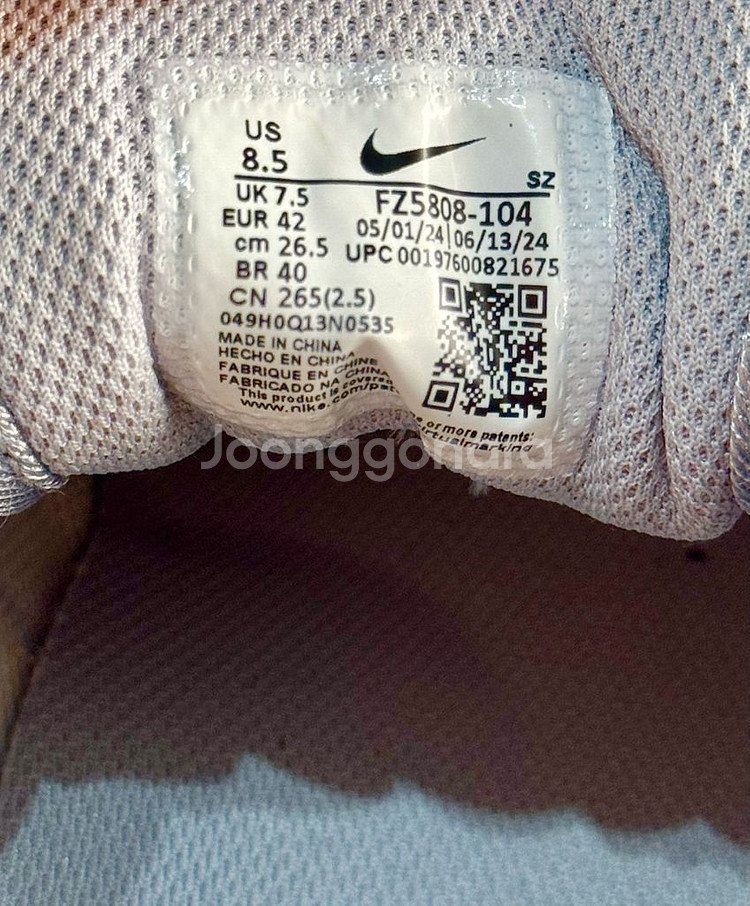 US
8.5
SZ
UK 7.5
FZ5808-104
EUR 42
05/01/24 | 06/13/24
cm 26.5
UPC 00197600821675
BR 40
CN 265(2.5)
049H0Q13N0535
MADE IN CHINA
HECHO EN CHINA
FABRIQUE EN CHINE
FABRICADO NA CHINA
This product is covered
or more patents:
www.nike.com/pat
virtualmarking
Joonggonara